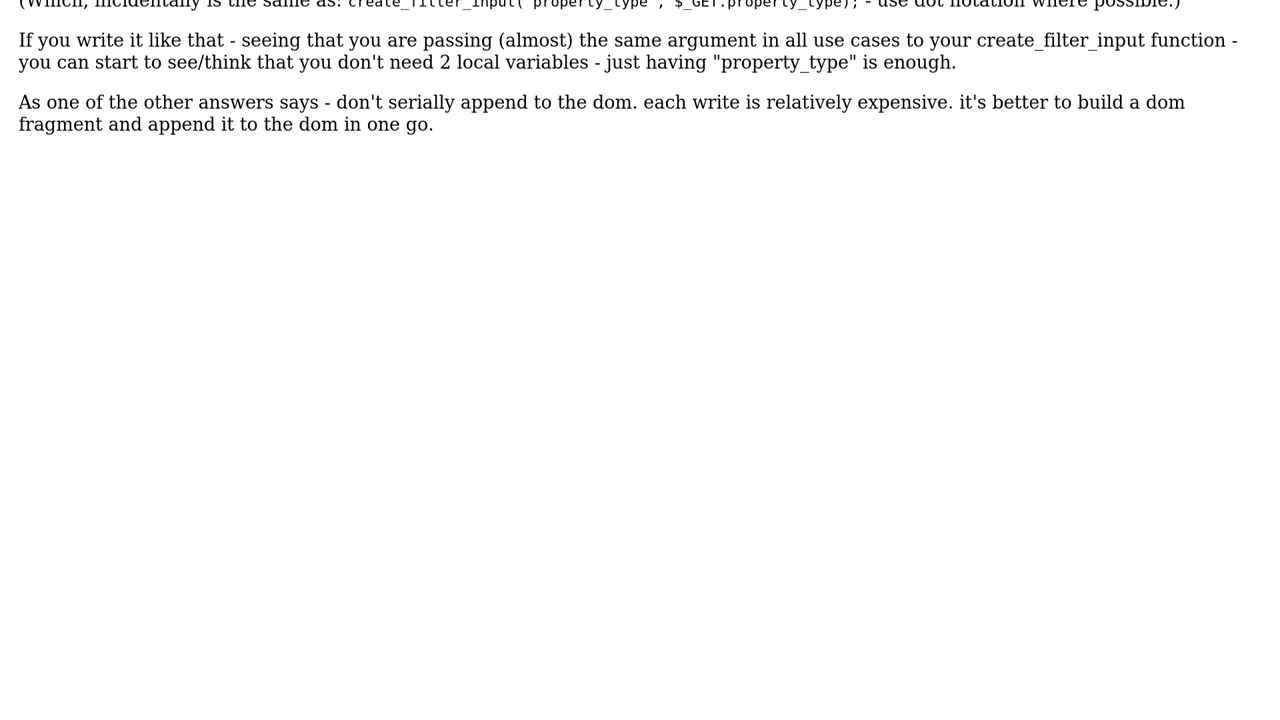 (Which, incidentally is the same as: create_filter_input('property_type', $_GET.property_type); - use dot notation where possible.)
If you write it like that - seeing that you are passing (almost) the same argument in all use cases to your create_filter_input function -
you can start to see/think that you don't need 2 local variables - just having "property_type" is enough.
As one of the other answers says - don't serially append to the dom. each write is relatively expensive. it's better to build a dom
fragment and append it to the dom in one go.